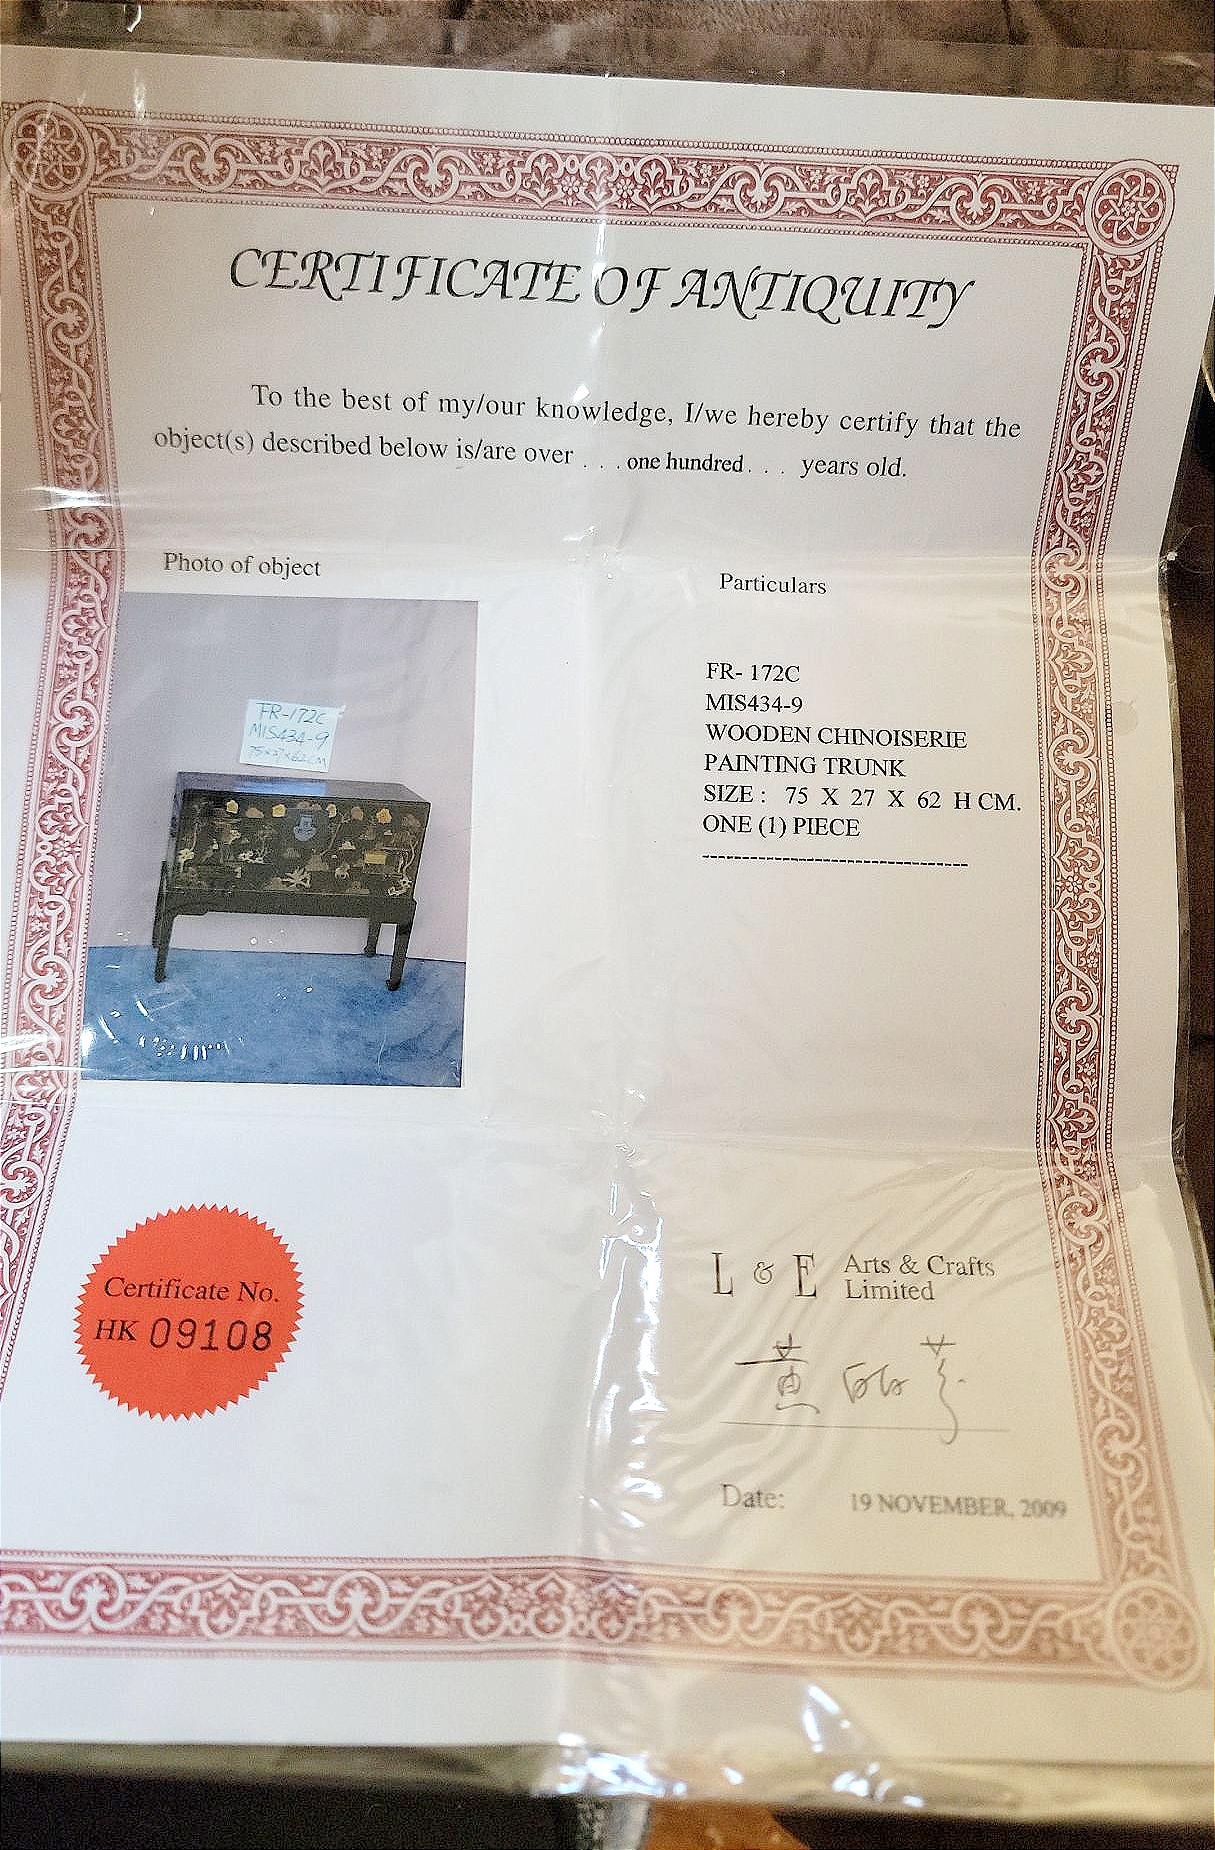 CERTIFICATE OF ANTIQUITY
To the best of my/our knowledge, I/we hereby certify that the
object(s) described below is/are over . . . one hundred . . . years old.
Photo of object
FR-172C
MIS434-9
75x27x62CM
Particulars
FR- 172C
MIS434-9
WOODEN CHINOISERIE
PAINTING TRUNK
SIZE : 75 X 27 X 62 H CM.
ONE (1) PIECE
---------------------------------
Certificate No.
HK 09108
L & E Arts & Crafts
Limited
黄
Date: 19 NOVEMBER, 2009